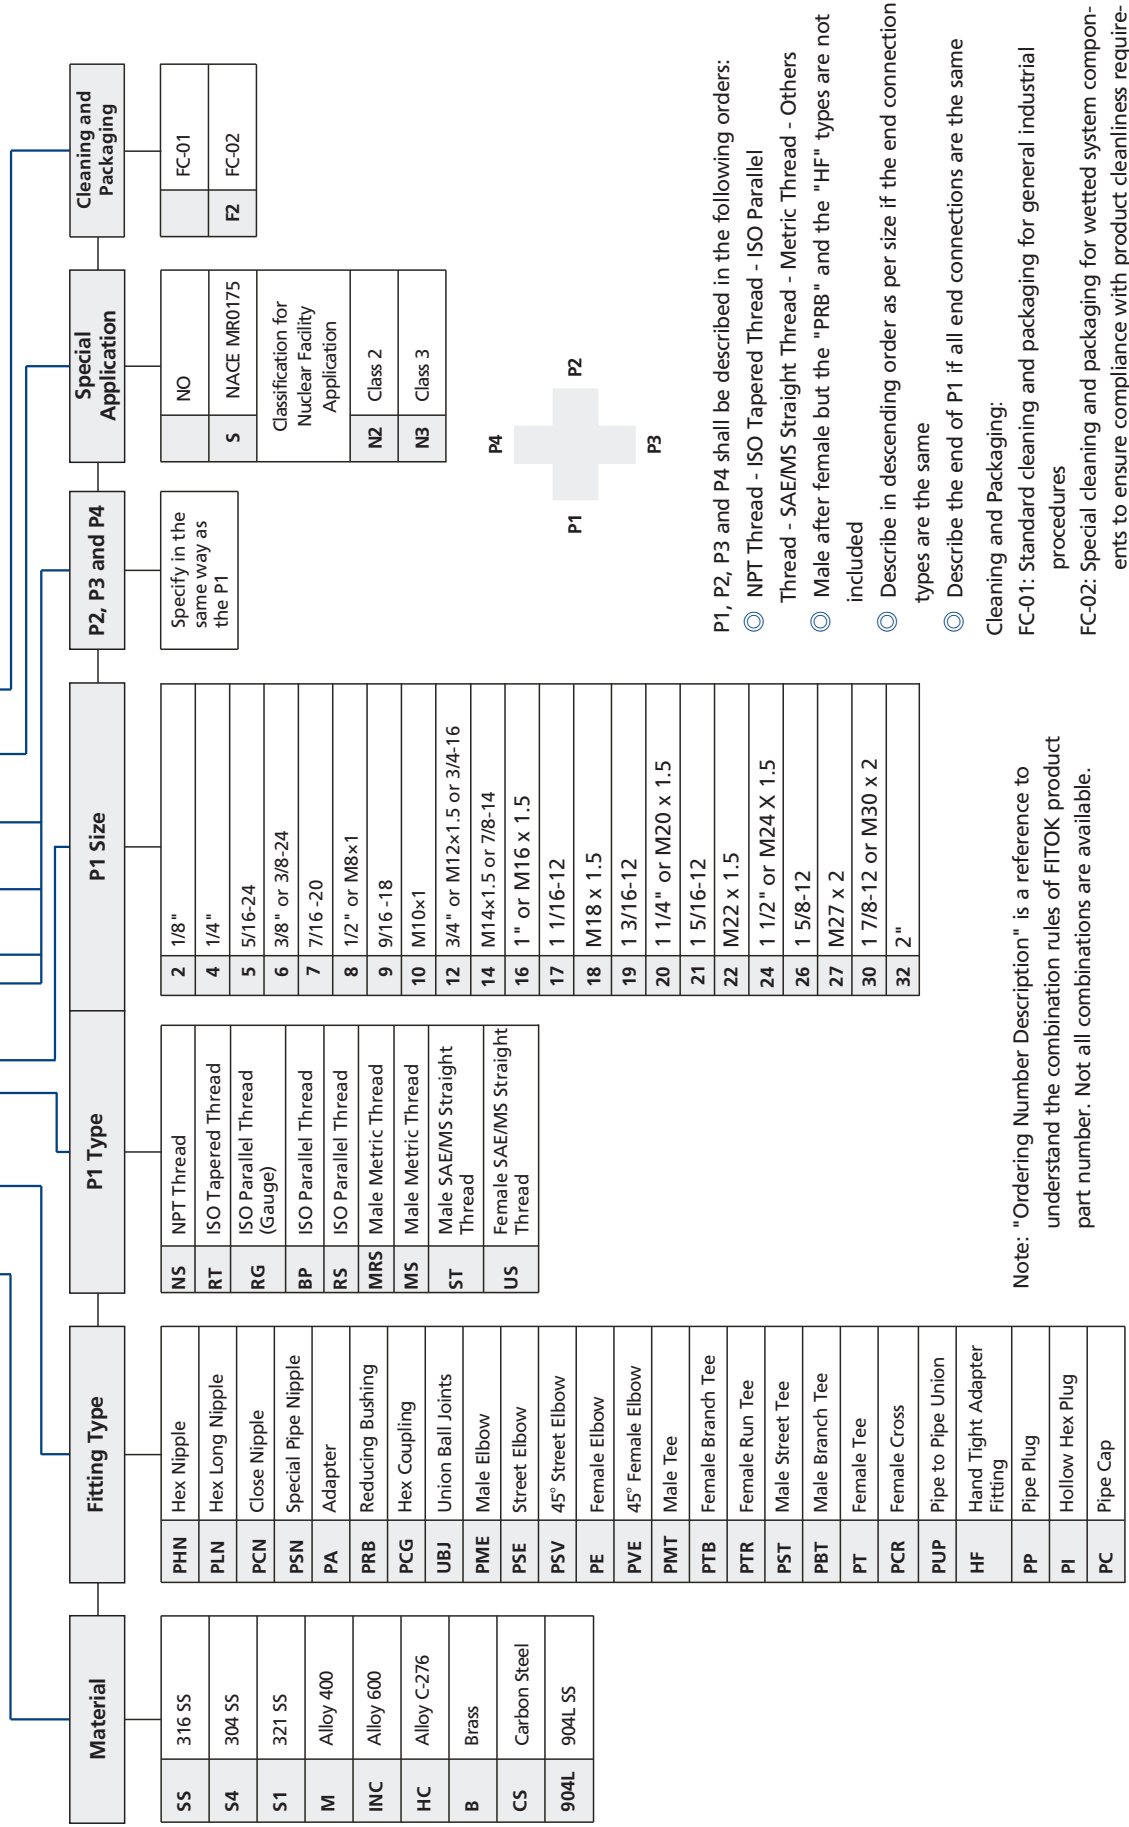 Material
SS 316 SS
S4 304 SS
S1 321 SS
M Alloy 400
INC Alloy 600
HC Alloy C-276
B Brass
CS Carbon Steel
904L 904L SS
Fitting Type
PHN Hex Nipple
PLN Hex Long Nipple
PCN Close Nipple
PSN Special Pipe Nipple
PA Adapter
PRB Reducing Bushing
PCG Hex Coupling
UBJ Union Ball Joints
PME Male Elbow
PSE Street Elbow
PSV 45° Street Elbow
PE Female Elbow
PVE 45° Female Elbow
PMT Male Tee
PTB Female Branch Tee
PTR Female Run Tee
PST Male Street Tee
PBT Male Branch Tee
PT Female Tee
PCR Female Cross
PUP Pipe to Pipe Union
HF Hand Tight Adapter
Fitting
PP Pipe Plug
PI Hollow Hex Plug
PC Pipe Cap
P1 Type
NS NPT Thread
RT ISO Tapered Thread
RG ISO Parallel Thread
(Gauge)
BP ISO Parallel Thread
RS ISO Parallel Thread
MRS Male Metric Thread
MS Male Metric Thread
ST Male SAE/MS Straight
Thread
US Female SAE/MS Straight
Thread
P1 Size
2 1/8"
4 1/4"
5 5/16-24
6 3/8" or 3/8-24
7 7/16 -20
8 1/2" or M8×1
9 9/16 -18
10 M10×1
12 3/4" or M12×1.5 or 3/4-16
14 M14×1.5 or 7/8-14
16 1" or M16 x 1.5
17 1 1/16-12
18 M18 x 1.5
19 1 3/16-12
20 1 1/4" or M20 x 1.5
21 1 5/16-12
22 M22 x 1.5
24 1 1/2" or M24 X 1.5
26 1 5/8-12
27 M27 x 2
30 1 7/8-12 or M30 x 2
32 2"
P2, P3 and P4
Specify in the
same way as
the P1
Special
Application
NO
S NACE MR0175
Classification for
Nuclear Facility
Application
N2 Class 2
N3 Class 3
Cleaning and
Packaging
FC-01
F2 FC-02
P4
P1
P2
P3
Note: "Ordering Number Description" is a reference to
understand the combination rules of FITOK product
part number. Not all combinations are available.
P1, P2, P3 and P4 shall be described in the following orders:
◎ NPT Thread - ISO Tapered Thread - ISO Parallel
Thread - SAE/MS Straight Thread - Metric Thread - Others
◎ Male after female but the "PRB" and the "HF" types are not
included
◎ Describe in descending order as per size if the end connection
types are the same
◎ Describe the end of P1 if all end connections are the same
Cleaning and Packaging:
FC-01: Standard cleaning and packaging for general industrial
procedures
FC-02: Special cleaning and packaging for wetted system compon-
ents to ensure compliance with product cleanliness require-